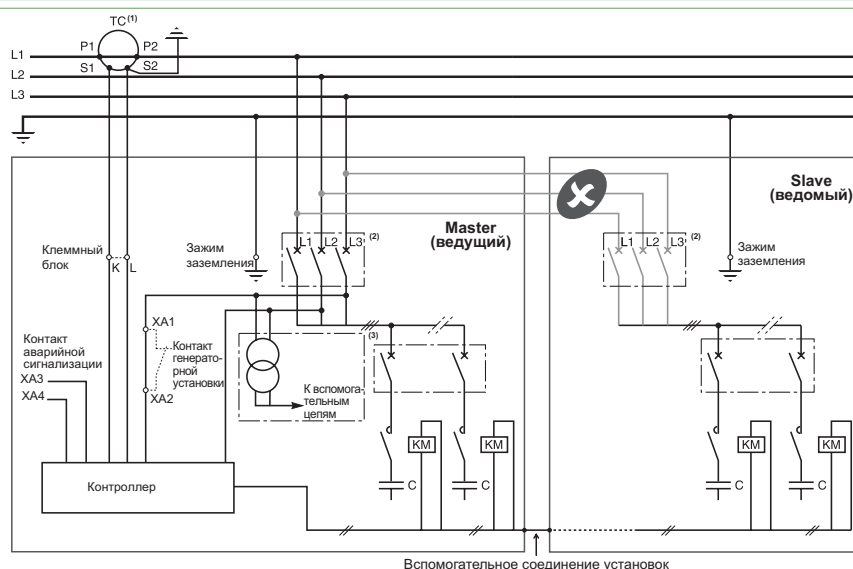 TC(1)
P1 P2
L1
S1 S2
L2
L3
Slave
(ведомый)
Master
(ведущий)
L1 L2 L3 (2)
L1 L2 L3 (2)
Клеммный
блок
K L
Зажим
заземления
Зажим
заземления
XA1
Контакт
генерато-
рной
установки
XA2
(3)
Контакт
аварийной
сигнализации
XA3
XA4
К вспомога-
тельным
цепям
KM KM KM KM
C C C C
Контроллер
Вспомогательное соединение установок